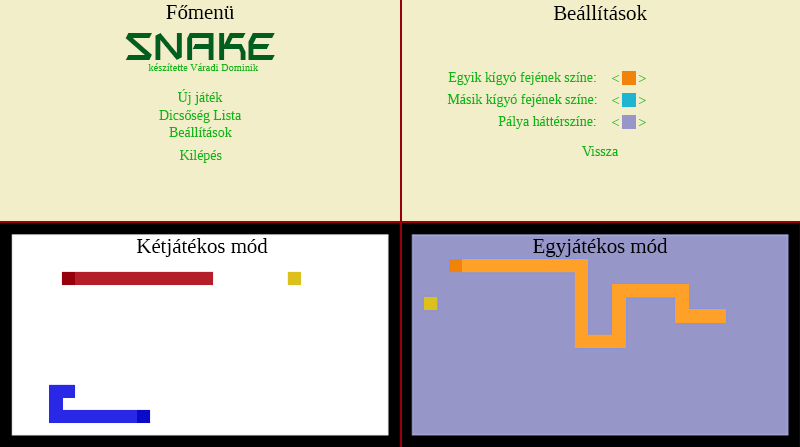 Főmenü
SNAKE
készítette Váradi Dominik
Új játék
Dicsőség Lista
Beállítások
Kilépés
Beállítások
Egyik kígyó fejének színe: < >
Másik kígyó fejének színe: < >
Pálya háttérszíne: < >
Vissza
Kétjátékos mód
Egyjátékos mód